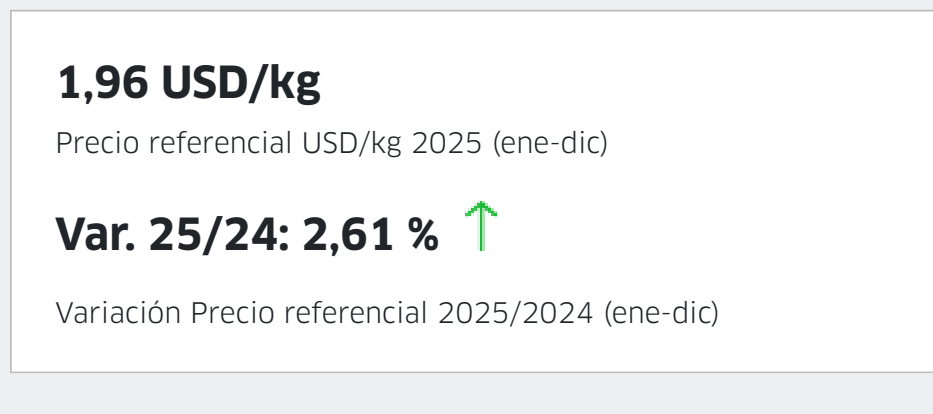 1,96 USD/kg
Precio referencial USD/kg 2025 (ene-dic)
Var. 25/24: 2,61 %
Variación Precio referencial 2025/2024 (ene-dic)